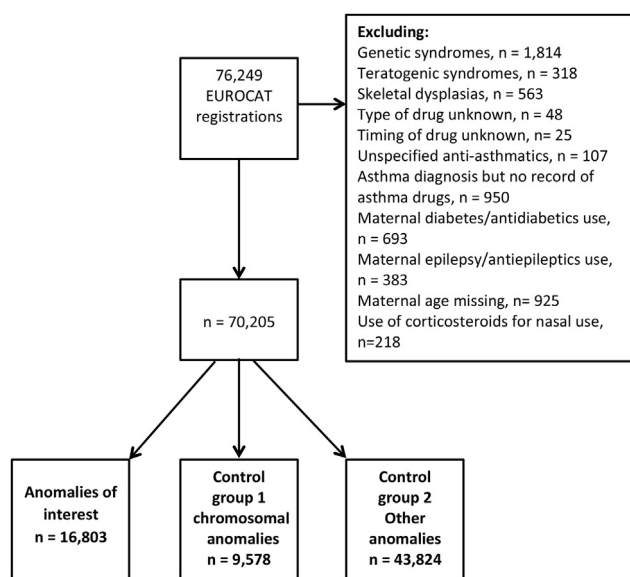 76,249
EUROCAT
registrations
Excluding:
Genetic syndromes, n = 1,814
Teratogenic syndromes, n = 318
Skeletal dysplasias, n = 563
Type of drug unknown, n = 48
Timing of drug unknown, n= 25
Unspecified anti-asthmatics, n = 107
Asthma diagnosis but no record of
asthma drugs, n = 950
Maternal diabetes/antidiabetics use,
n = 693
Maternal epilepsy/antiepileptics use,
n = 383
Maternal age missing, n= 925
Use of corticosteroids for nasal use,
n=218
n = 70,205
Anomalies of
interest
n = 16,803
Control
group 1
chromosomal
anomalies
n = 9,578
Control
group 2
Other
anomalies
n = 43,824